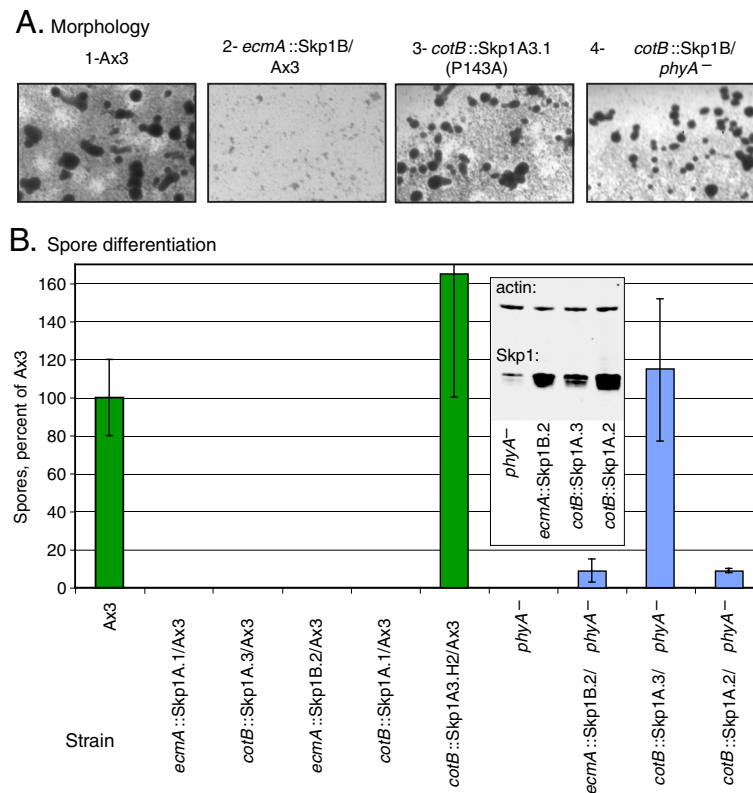 A. Morphology
1-Ax3
2- ecmA::Skp1B/
Ax3
3- cotB::Skp1A3.1
(P143A)
4- cotB::Skp1B/
phyA–
B. Spore differentiation
Spores, percent of Ax3
160
140
120
100
80
60
40
20
0
actin:
Skp1:
phyA–
ecmA::Skp1B.2
cotB::Skp1A.3
cotB::Skp1A.2
Strain
Ax3
ecmA::Skp1A.1/Ax3
cotB::Skp1A.3/Ax3
ecmA::Skp1B.2/Ax3
cotB::Skp1A.1/Ax3
cotB::Skp1A3.H2/Ax3
phyA–
ecmA::Skp1B.2/ phyA–
cotB::Skp1A.3/ phyA–
cotB::Skp1A.2/ phyA–